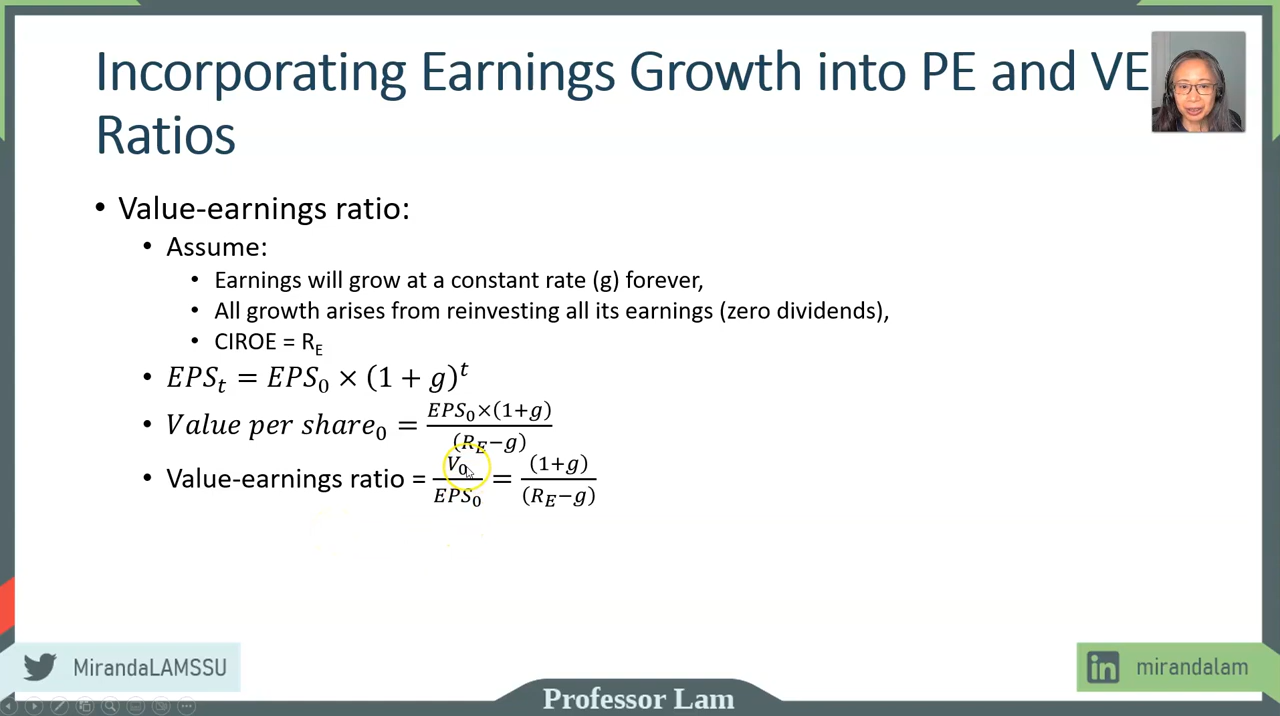 Incorporating Earnings Growth into PE and VE
Ratios
• Value-earnings ratio:
• Assume:
• Earnings will grow at a constant rate (g) forever,
• All growth arises from reinvesting all its earnings (zero dividends),
• CIROE = R_E
• EPS_t = EPS_0 × (1 + g)^t
• Value per share_0 = EPS_0×(1+g) / (R_E−g)
• Value-earnings ratio = V_0 / EPS_0 = (1+g) / (R_E−g)
MirandaLAMSSU
Professor Lam
in mirandalam